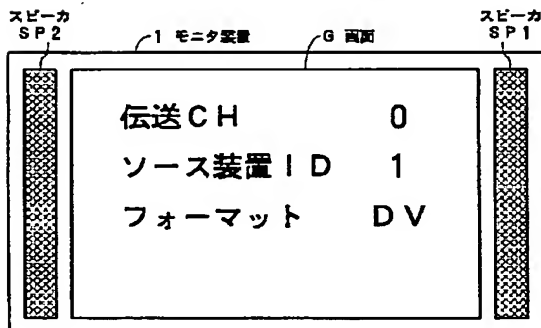 スピーカ SP2
1 モニタ装置
G 画面
スピーカ SP1
伝送CH 0
ソース装置ID 1
フォーマット DV